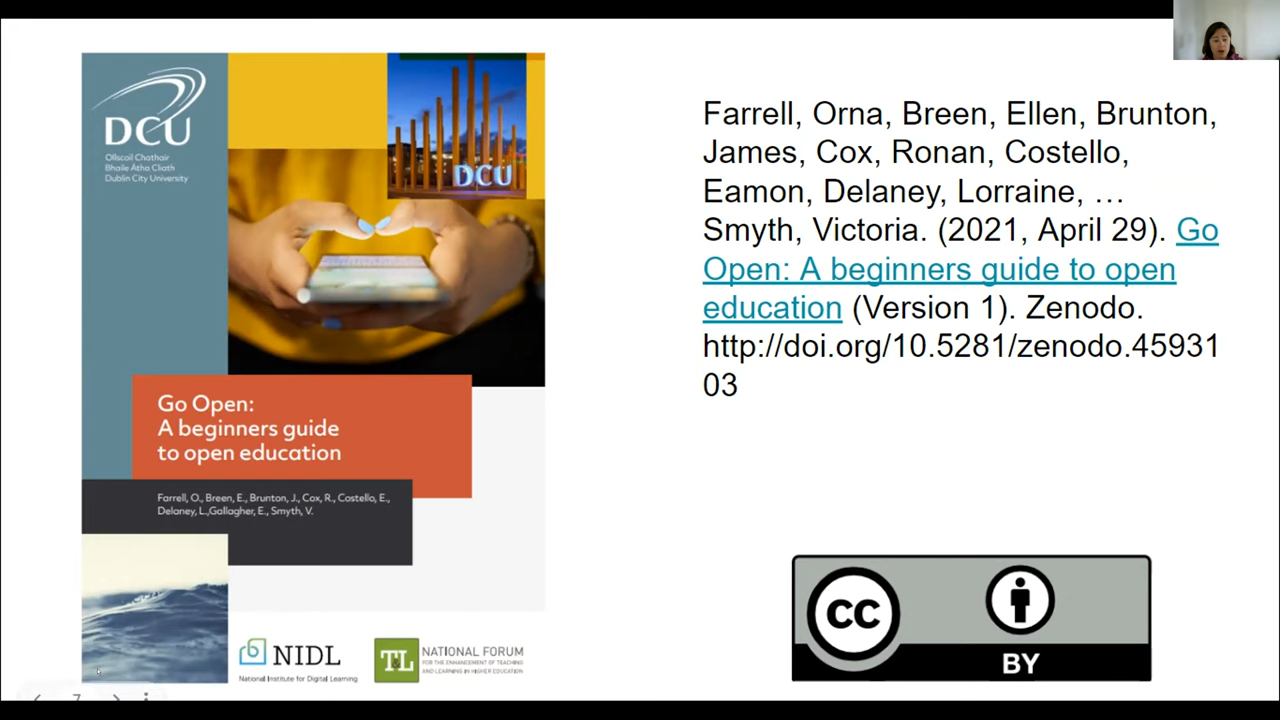 DCU
Ollscoil Chathair
Bhaile Átha Cliath
Dublin City University
DCU
Go Open:
A beginners guide
to open education
Farrell, O., Breen, E., Brunton, J., Cox, R., Costello, E.,
Delaney, L.,Gallagher, E., Smyth, V.
NIDL
National Institute for Digital Learning
T&L
NATIONAL FORUM
FOR THE ENHANCEMENT OF TEACHING
AND LEARNING IN HIGHER EDUCATION
Farrell, Orna, Breen, Ellen, Brunton,
James, Cox, Ronan, Costello,
Eamon, Delaney, Lorraine, …
Smyth, Victoria. (2021, April 29). Go
Open: A beginners guide to open
education (Version 1). Zenodo.
http://doi.org/10.5281/zenodo.45931
03
CC
BY
7